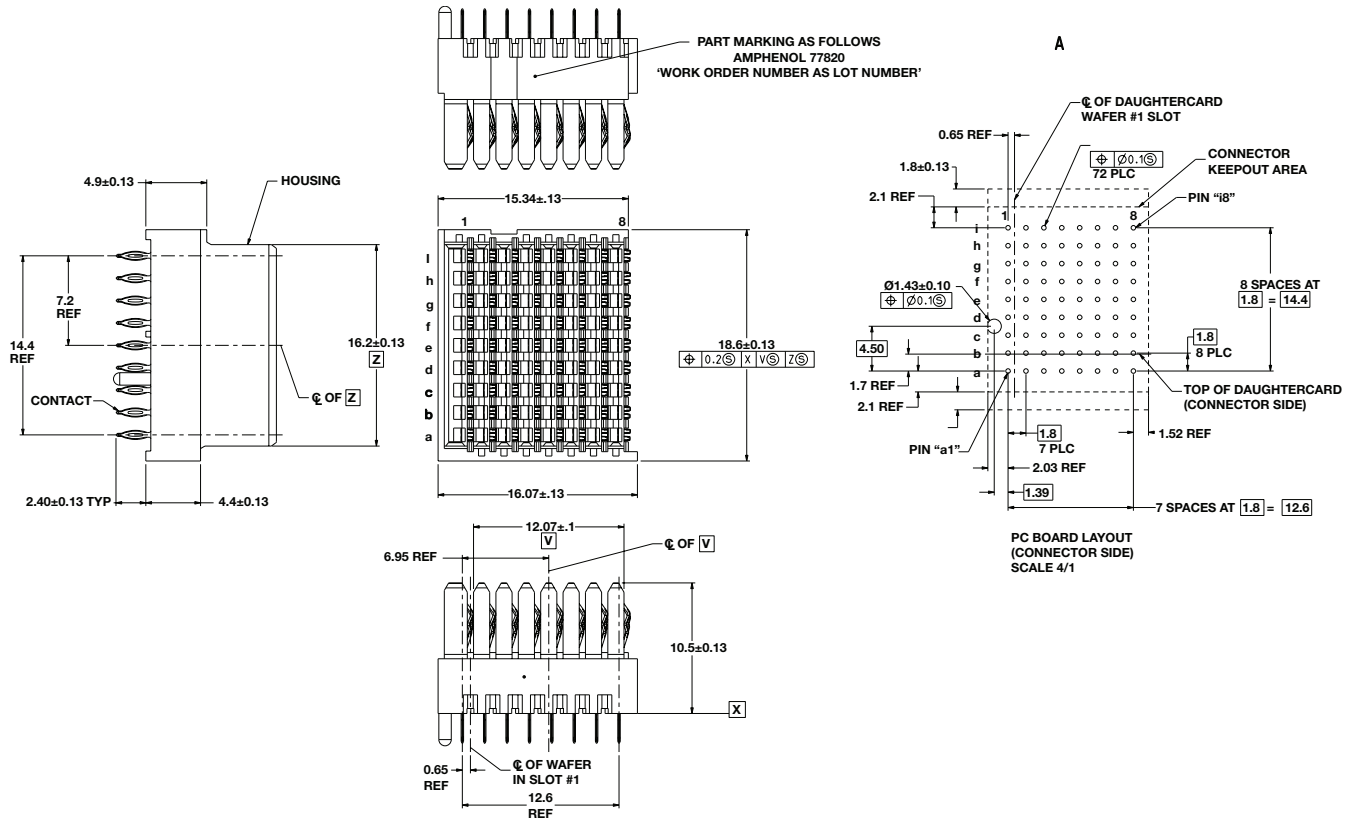 PART MARKING AS FOLLOWS
AMPHENOL 77820
‘WORK ORDER NUMBER AS LOT NUMBER’
4.9±0.13
HOUSING
7.2
REF
14.4
REF
16.2±0.13
Z
CONTACT
℄ OF Z
2.40±0.13 TYP
4.4±0.13
15.34±.13
1
8
I
h
g
f
e
d
c
b
a
18.6±0.13
⌖ 0.2Ⓢ X VⓈ ZⓈ
16.07±.13
12.07±.1
V
6.95 REF
℄ OF V
10.5±0.13
X
0.65
REF
℄ OF WAFER
IN SLOT #1
12.6
REF
A
℄ OF DAUGHTERCARD
WAFER #1 SLOT
0.65 REF
⌖ Ø0.1Ⓢ
72 PLC
CONNECTOR
KEEPOUT AREA
1.8±0.13
2.1 REF
PIN “i8”
1
8
i
h
g
f
e
d
c
b
a
Ø1.43±0.10
⌖ Ø0.1Ⓢ
8 SPACES AT
1.8 = 14.4
4.50
1.8
8 PLC
1.7 REF
2.1 REF
TOP OF DAUGHTERCARD
(CONNECTOR SIDE)
PIN “a1”
1.8
7 PLC
1.52 REF
2.03 REF
1.39
7 SPACES AT 1.8 = 12.6
PC BOARD LAYOUT
(CONNECTOR SIDE)
SCALE 4/1